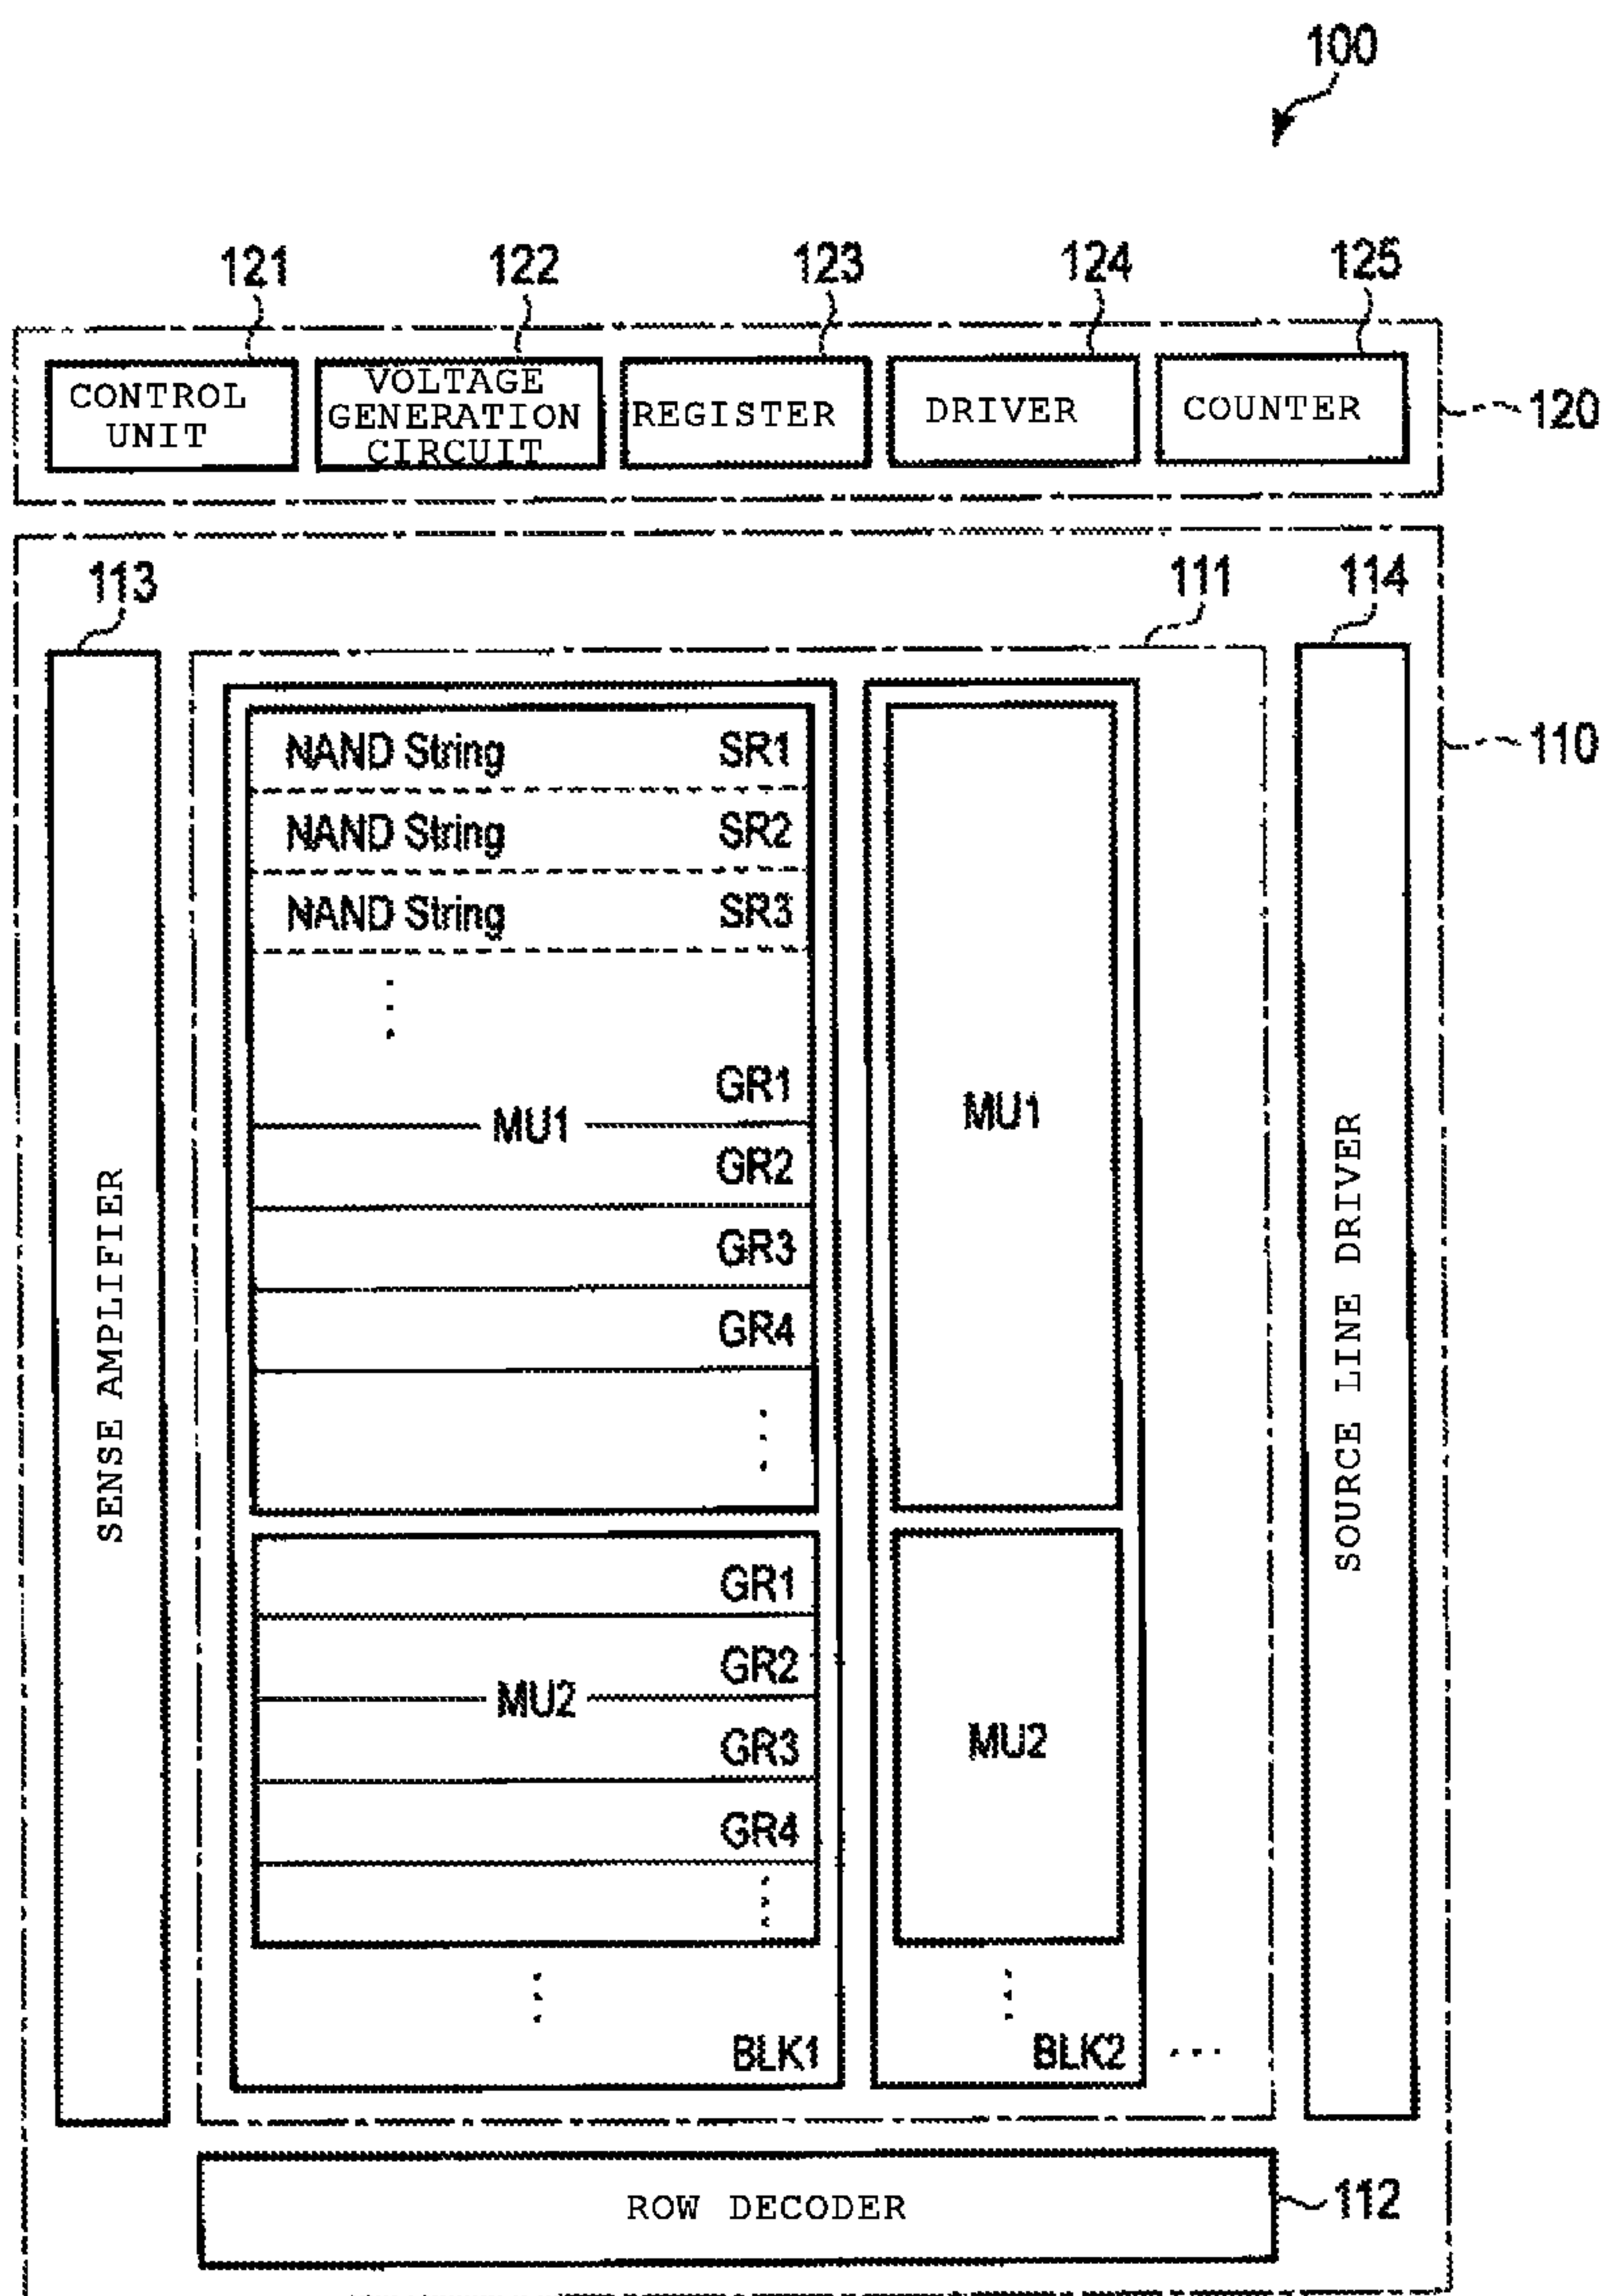 100
121
122
123
124
125
CONTROL
UNIT
VOLTAGE
GENERATION
CIRCUIT
REGISTER
DRIVER
COUNTER
120
113
111
114
110
SENSE AMPLIFIER
NAND String SR1
NAND String SR2
NAND String SR3
⋮
GR1
MU1
GR2
GR3
GR4
⋮
GR1
GR2
MU2
GR3
GR4
⋮
⋮
BLK1
MU1
MU2
⋮
BLK2 ...
SOURCE LINE DRIVER
ROW DECODER
112